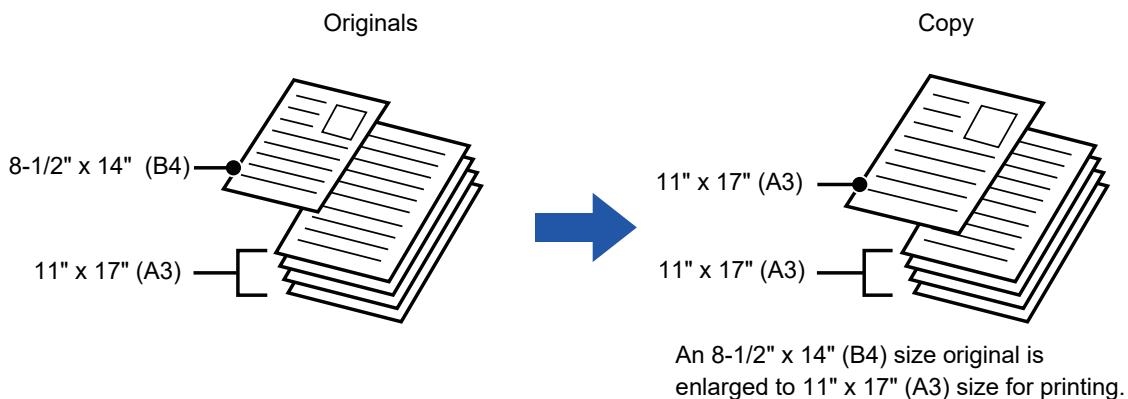 Originals
Copy
8-1/2" x 14" (B4)
11" x 17" (A3)
11" x 17" (A3)
11" x 17" (A3)
An 8-1/2" x 14" (B4) size original is
enlarged to 11" x 17" (A3) size for printing.